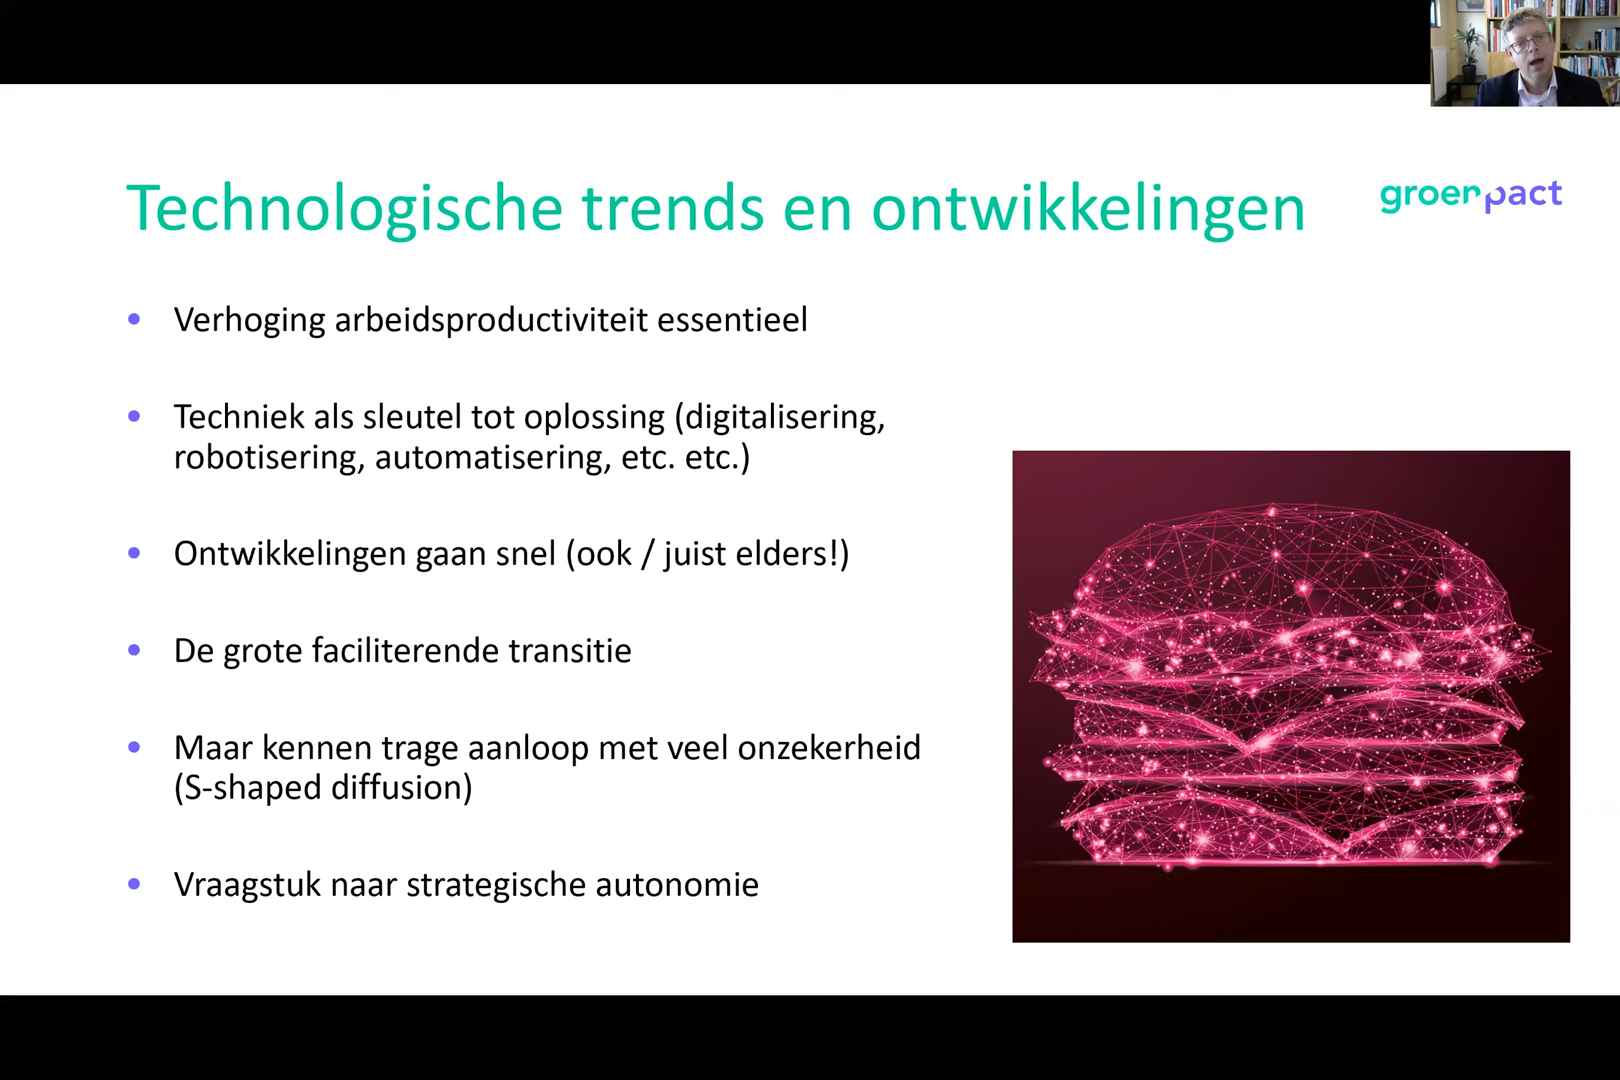 Technologische trends en ontwikkelingen
groenpact
• Verhoging arbeidsproductiviteit essentieel
• Techniek als sleutel tot oplossing (digitalisering,
robotisering, automatisering, etc. etc.)
• Ontwikkelingen gaan snel (ook / juist elders!)
• De grote faciliterende transitie
• Maar kennen trage aanloop met veel onzekerheid
(S-shaped diffusion)
• Vraagstuk naar strategische autonomie